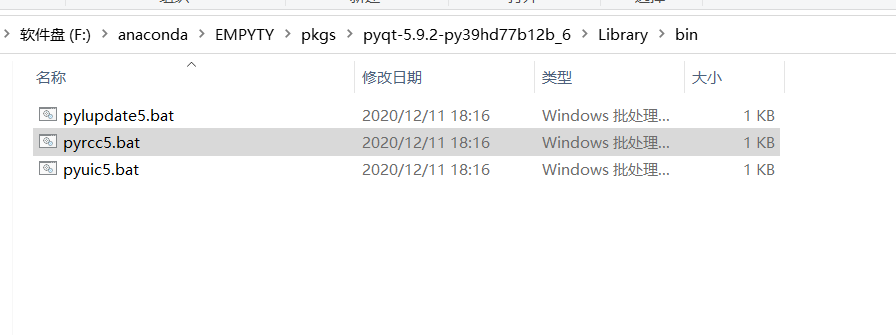 软件盘 (F:) anaconda EMPYTY pkgs pyqt-5.9.2-py39hd77b12b_6 Library bin
名称 修改日期 类型 大小
pylupdate5.bat 2020/12/11 18:16 Windows 批处理... 1 KB
pyrcc5.bat 2020/12/11 18:16 Windows 批处理... 1 KB
pyuic5.bat 2020/12/11 18:16 Windows 批处理... 1 KB